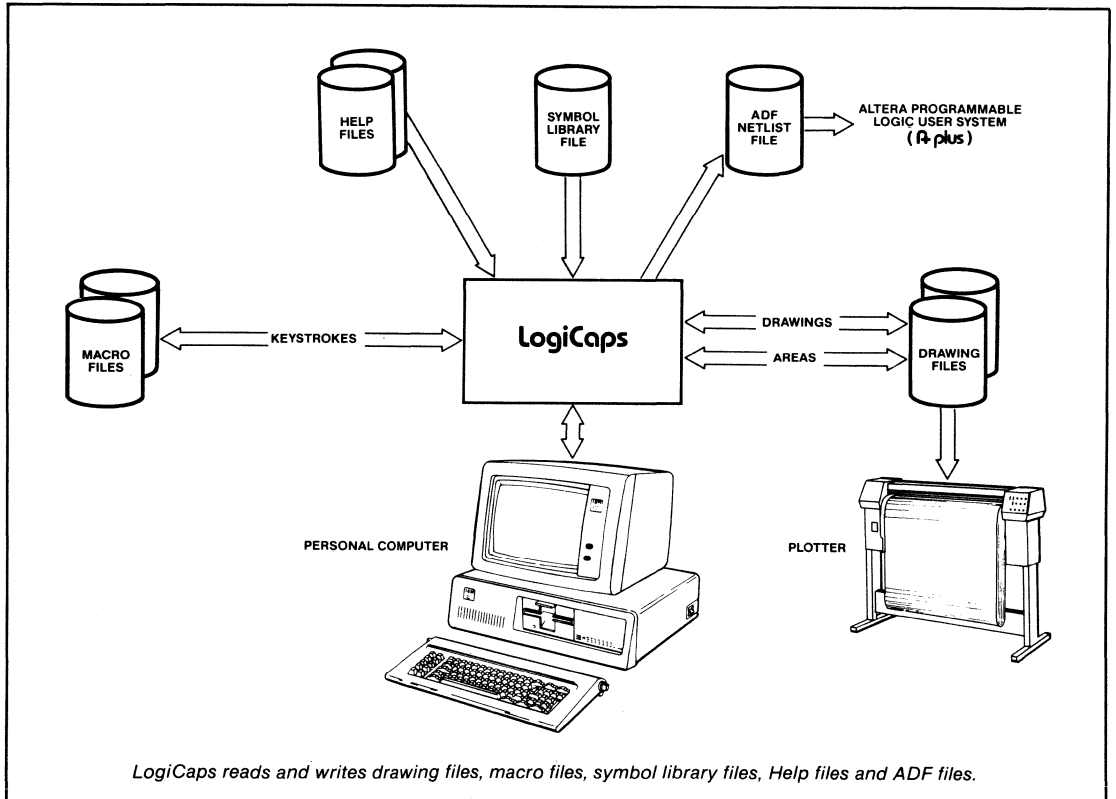 HELP
FILES
SYMBOL
LIBRARY
FILE
ADF
NETLIST
FILE
ALTERA PROGRAMMABLE
LOGIC USER SYSTEM
(A+ plus)
MACRO
FILES
KEYSTROKES
LogiCaps
DRAWINGS
AREAS
DRAWING
FILES
PERSONAL COMPUTER
PLOTTER
LogiCaps reads and writes drawing files, macro files, symbol library files, Help files and ADF files.